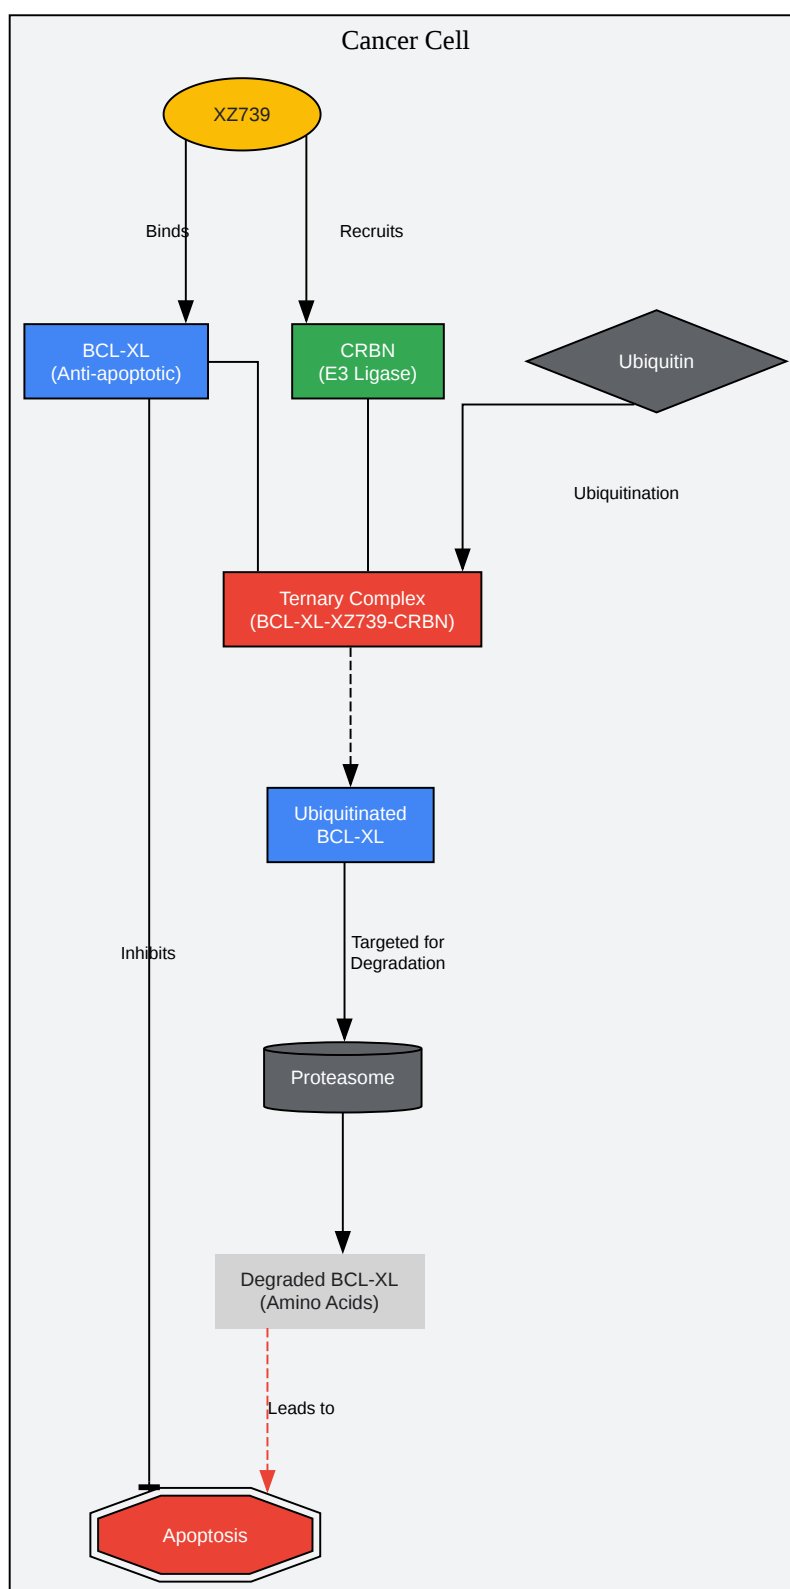 Cancer Cell
XZ739
Binds
Recruits
BCL-XL
(Anti-apoptotic)
CRBN
(E3 Ligase)
Ubiquitin
Ubiquitination
Ternary Complex
(BCL-XL-XZ739-CRBN)
Ubiquitinated
BCL-XL
Inhibits
Targeted for
Degradation
Proteasome
Degraded BCL-XL
(Amino Acids)
Leads to
Apoptosis